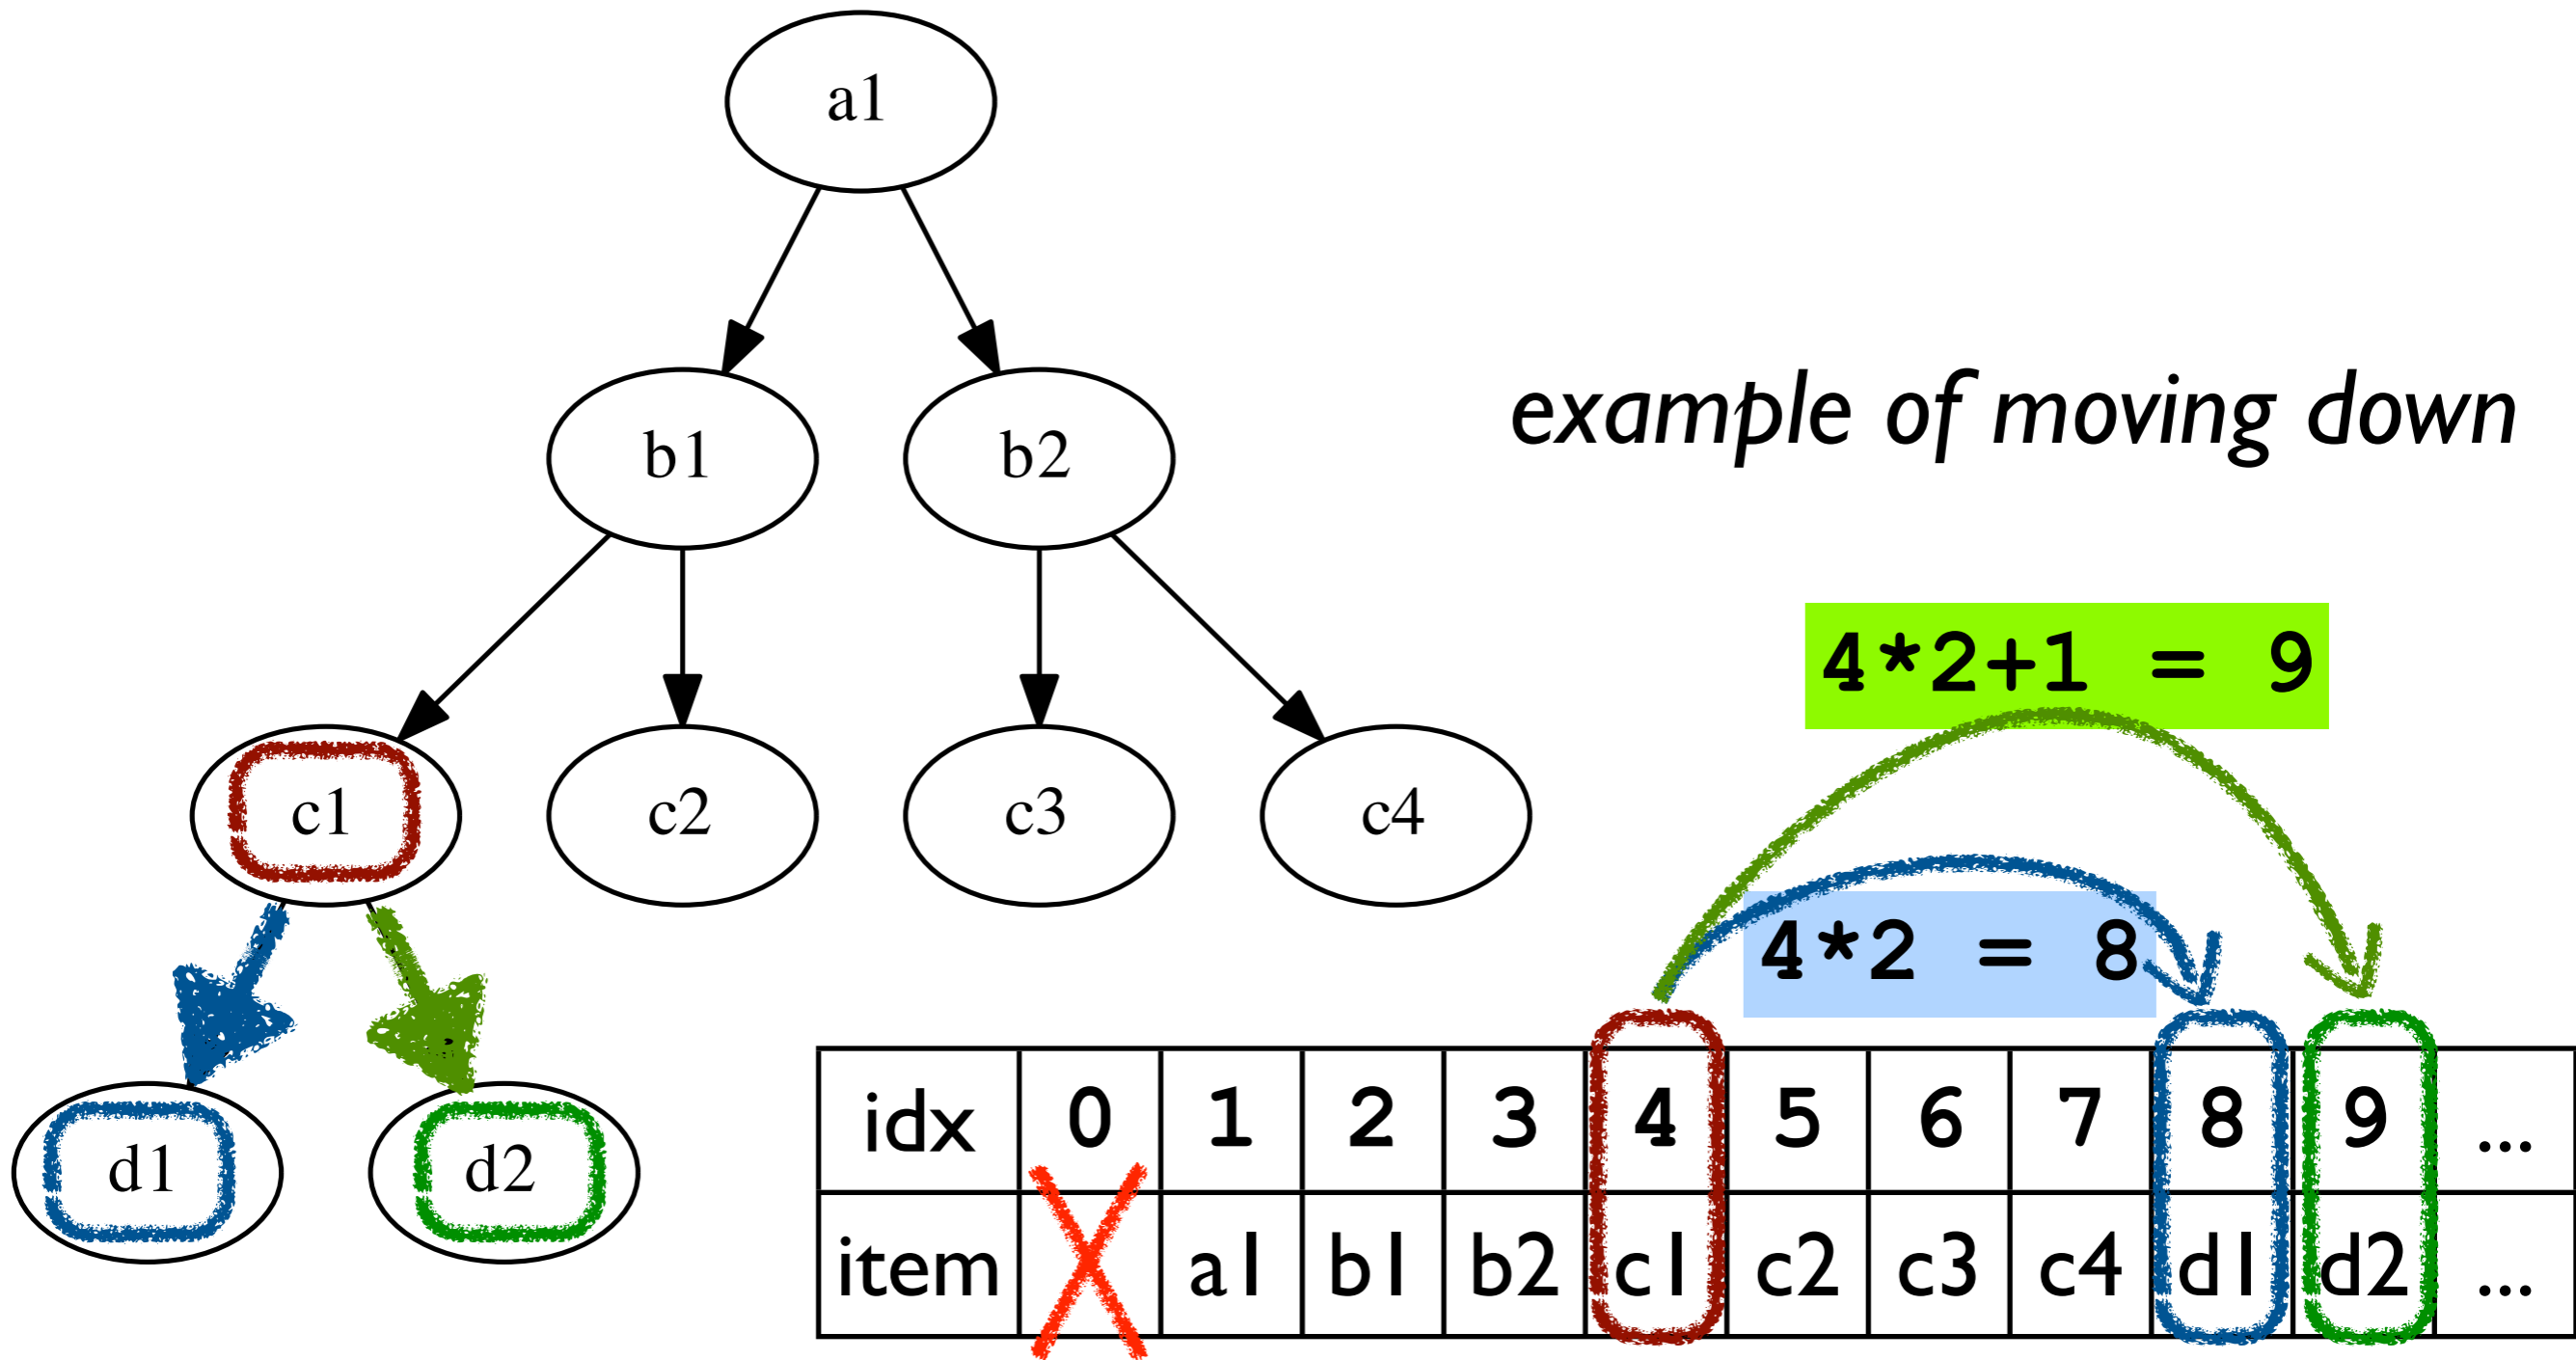 a1
b1 b2
example of moving down
4*2+1 = 9
c1 c2 c3 c4
4*2 = 8
d1 d2
idx 0 1 2 3 4 5 6 7 8 9 ...
item a1 b1 b2 c1 c2 c3 c4 d1 d2 ...